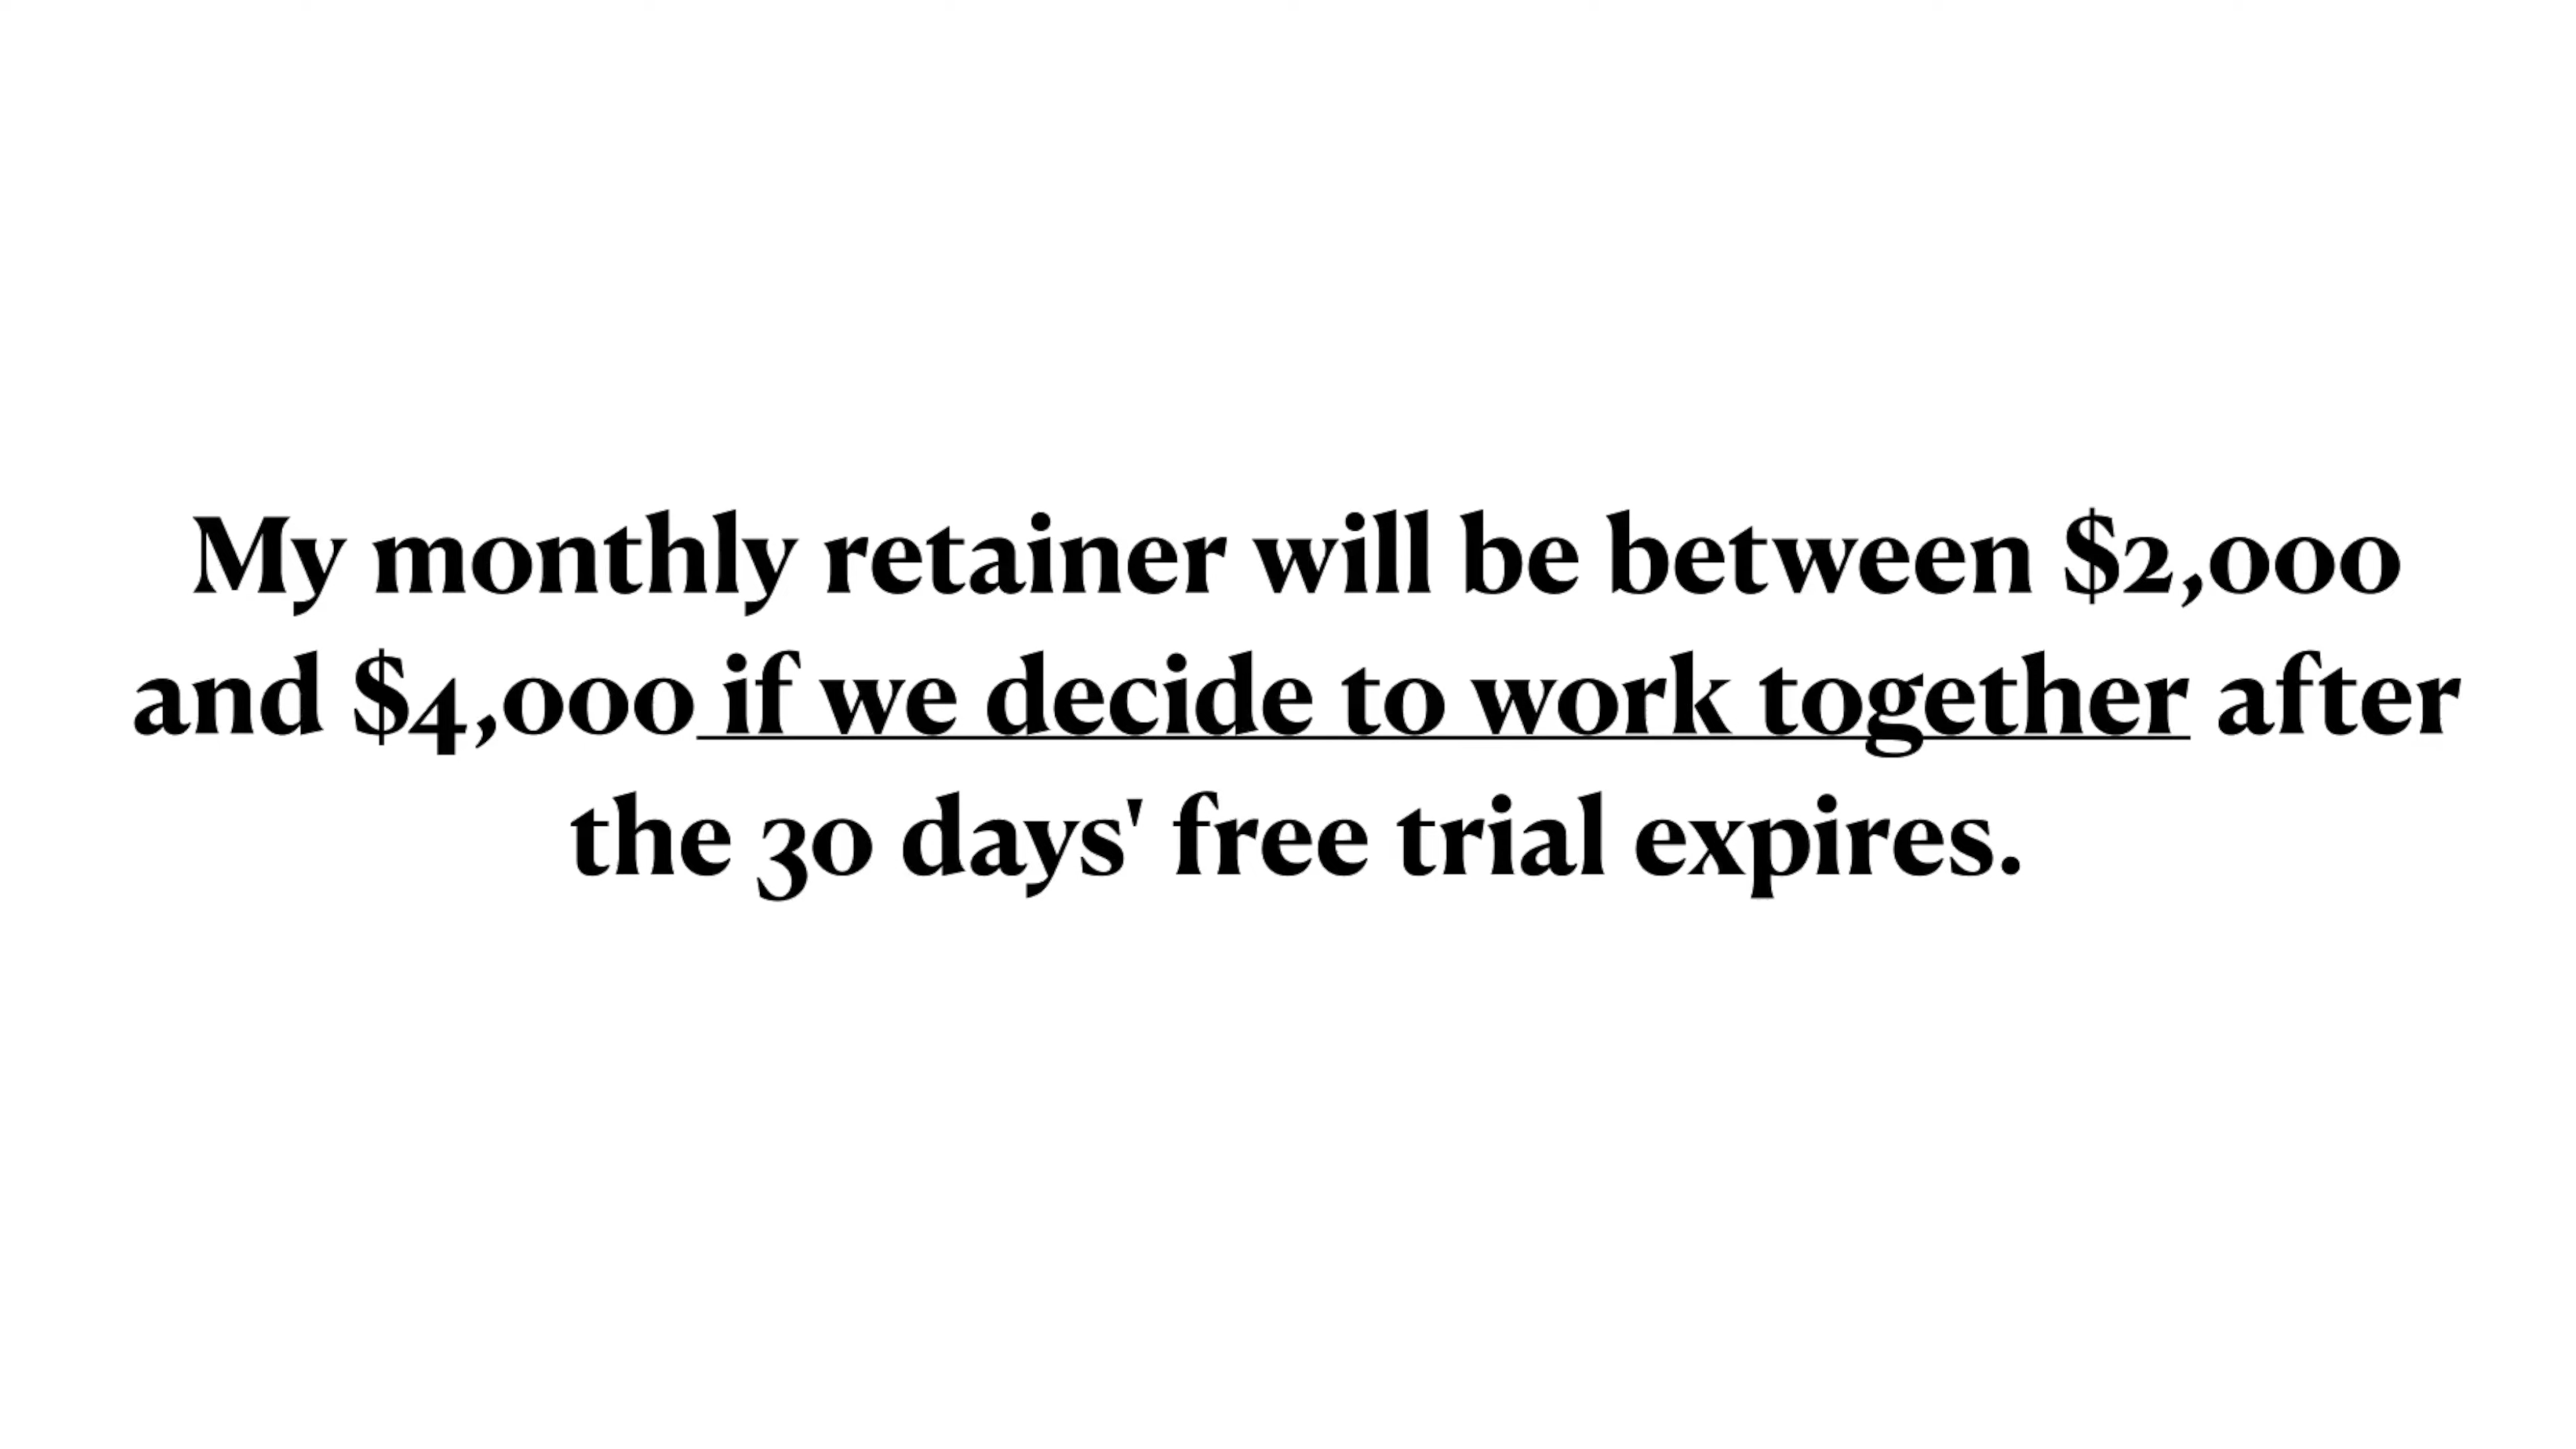 My monthly retainer will be between $2,000
and $4,000 if we decide to work together after
the 30 days' free trial expires.